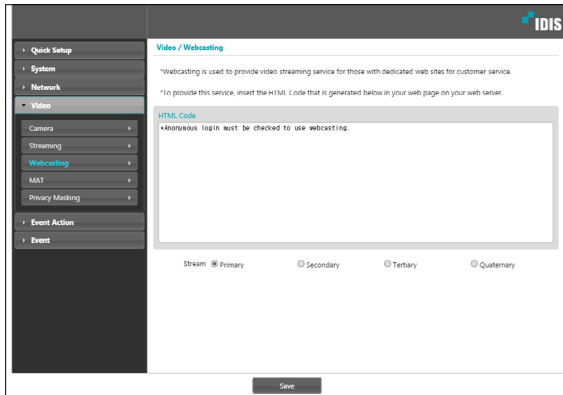 IDIS
Quick Setup
System
Network
Video
Camera
Streaming
Webcasting
MAT
Privacy Masking
Event Action
Event
Video / Webcasting
*Webcasting is used to provide video streaming service for those with dedicated web sites for customer service.
*To provide this service, insert the HTML Code that is generated below in your web page on your web server.
HTML Code
*Anonymous login must be checked to use webcasting.
Stream Primary Secondary Tertiary Quaternary
Save